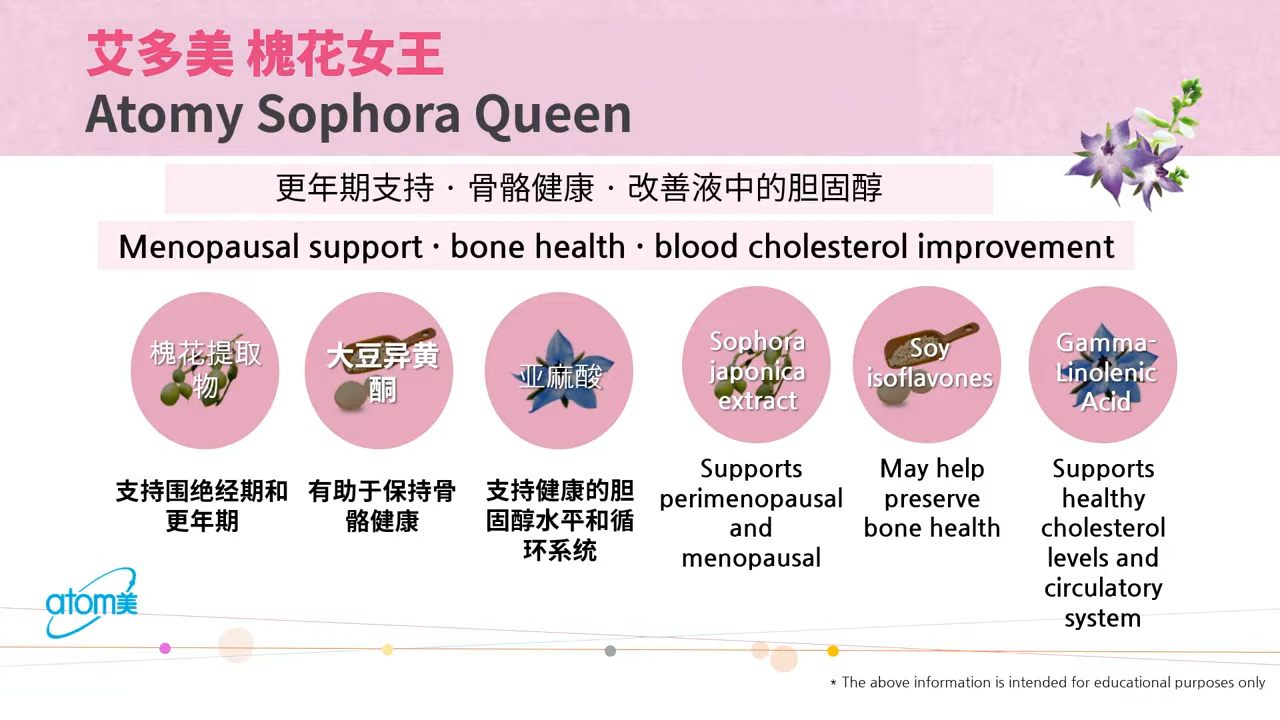 艾多美 槐花女王
Atomy Sophora Queen
更年期支持 · 骨骼健康 · 改善液中的胆固醇
Menopausal support · bone health · blood cholesterol improvement
槐花提取
物
支持围绝经期和
更年期
大豆异黄
酮
有助于保持骨
骼健康
亚麻酸
支持健康的胆
固醇水平和循
环系统
Sophora
japonica
extract
Supports
perimenopausal
and
menopausal
Soy
isoflavones
May help
preserve
bone health
Gamma-
Linolenic
Acid
Supports
healthy
cholesterol
levels and
circulatory
system
atom美
* The above information is intended for educational purposes only